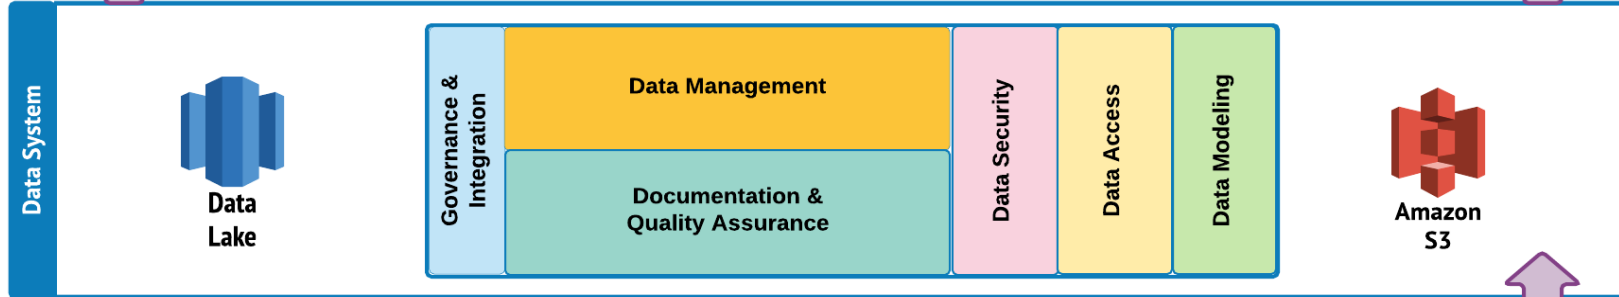 Data System
Data
Lake
Governance &
Integration
Data Management
Documentation &
Quality Assurance
Data Security
Data Access
Data Modeling
Amazon
S3